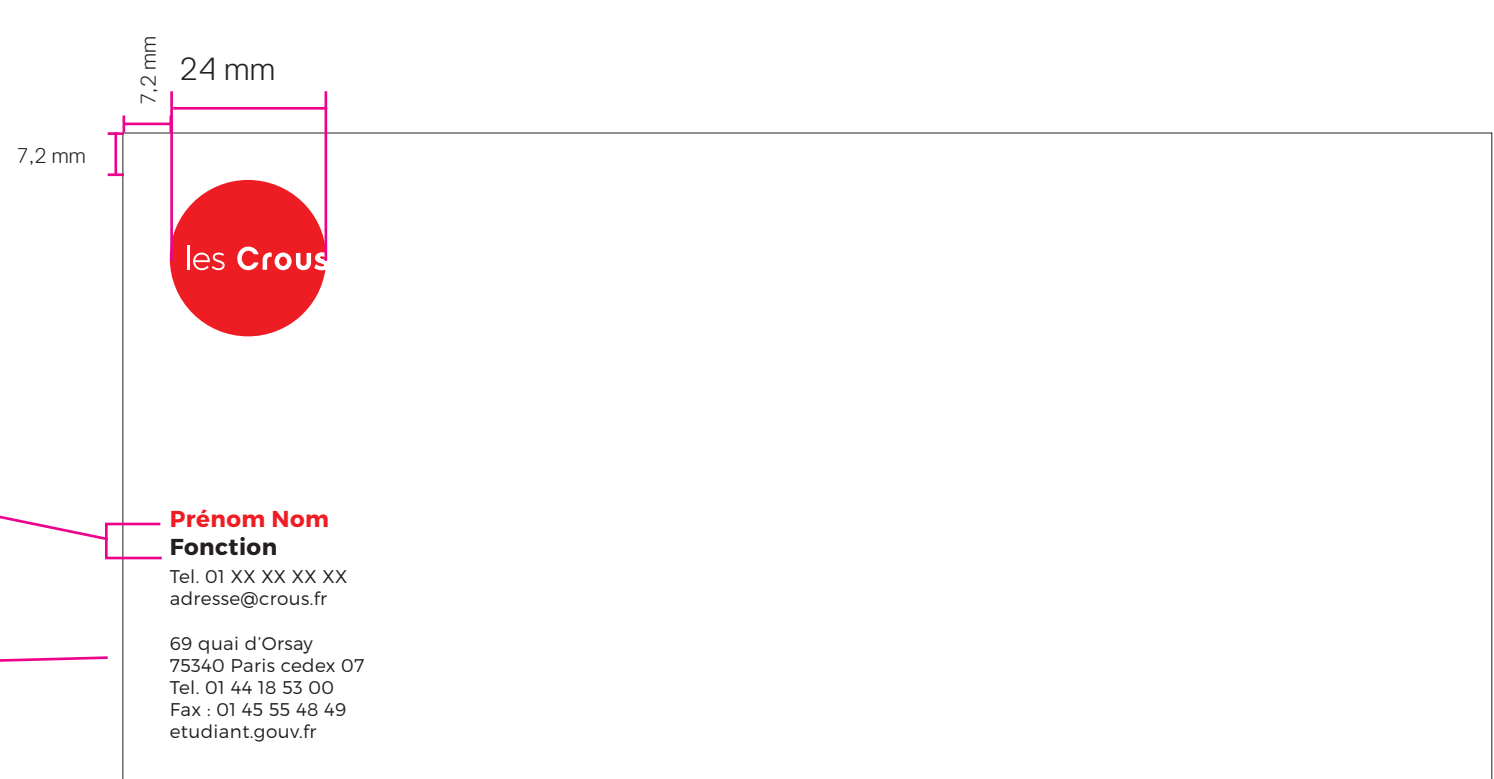 7,2 mm
24 mm
7,2 mm
les Crous
Prénom Nom
Fonction
Tel. 01 XX XX XX XX
adresse@crous.fr
69 quai d’Orsay
75340 Paris cedex 07
Tel. 01 44 18 53 00
Fax : 01 45 55 48 49
etudiant.gouv.fr